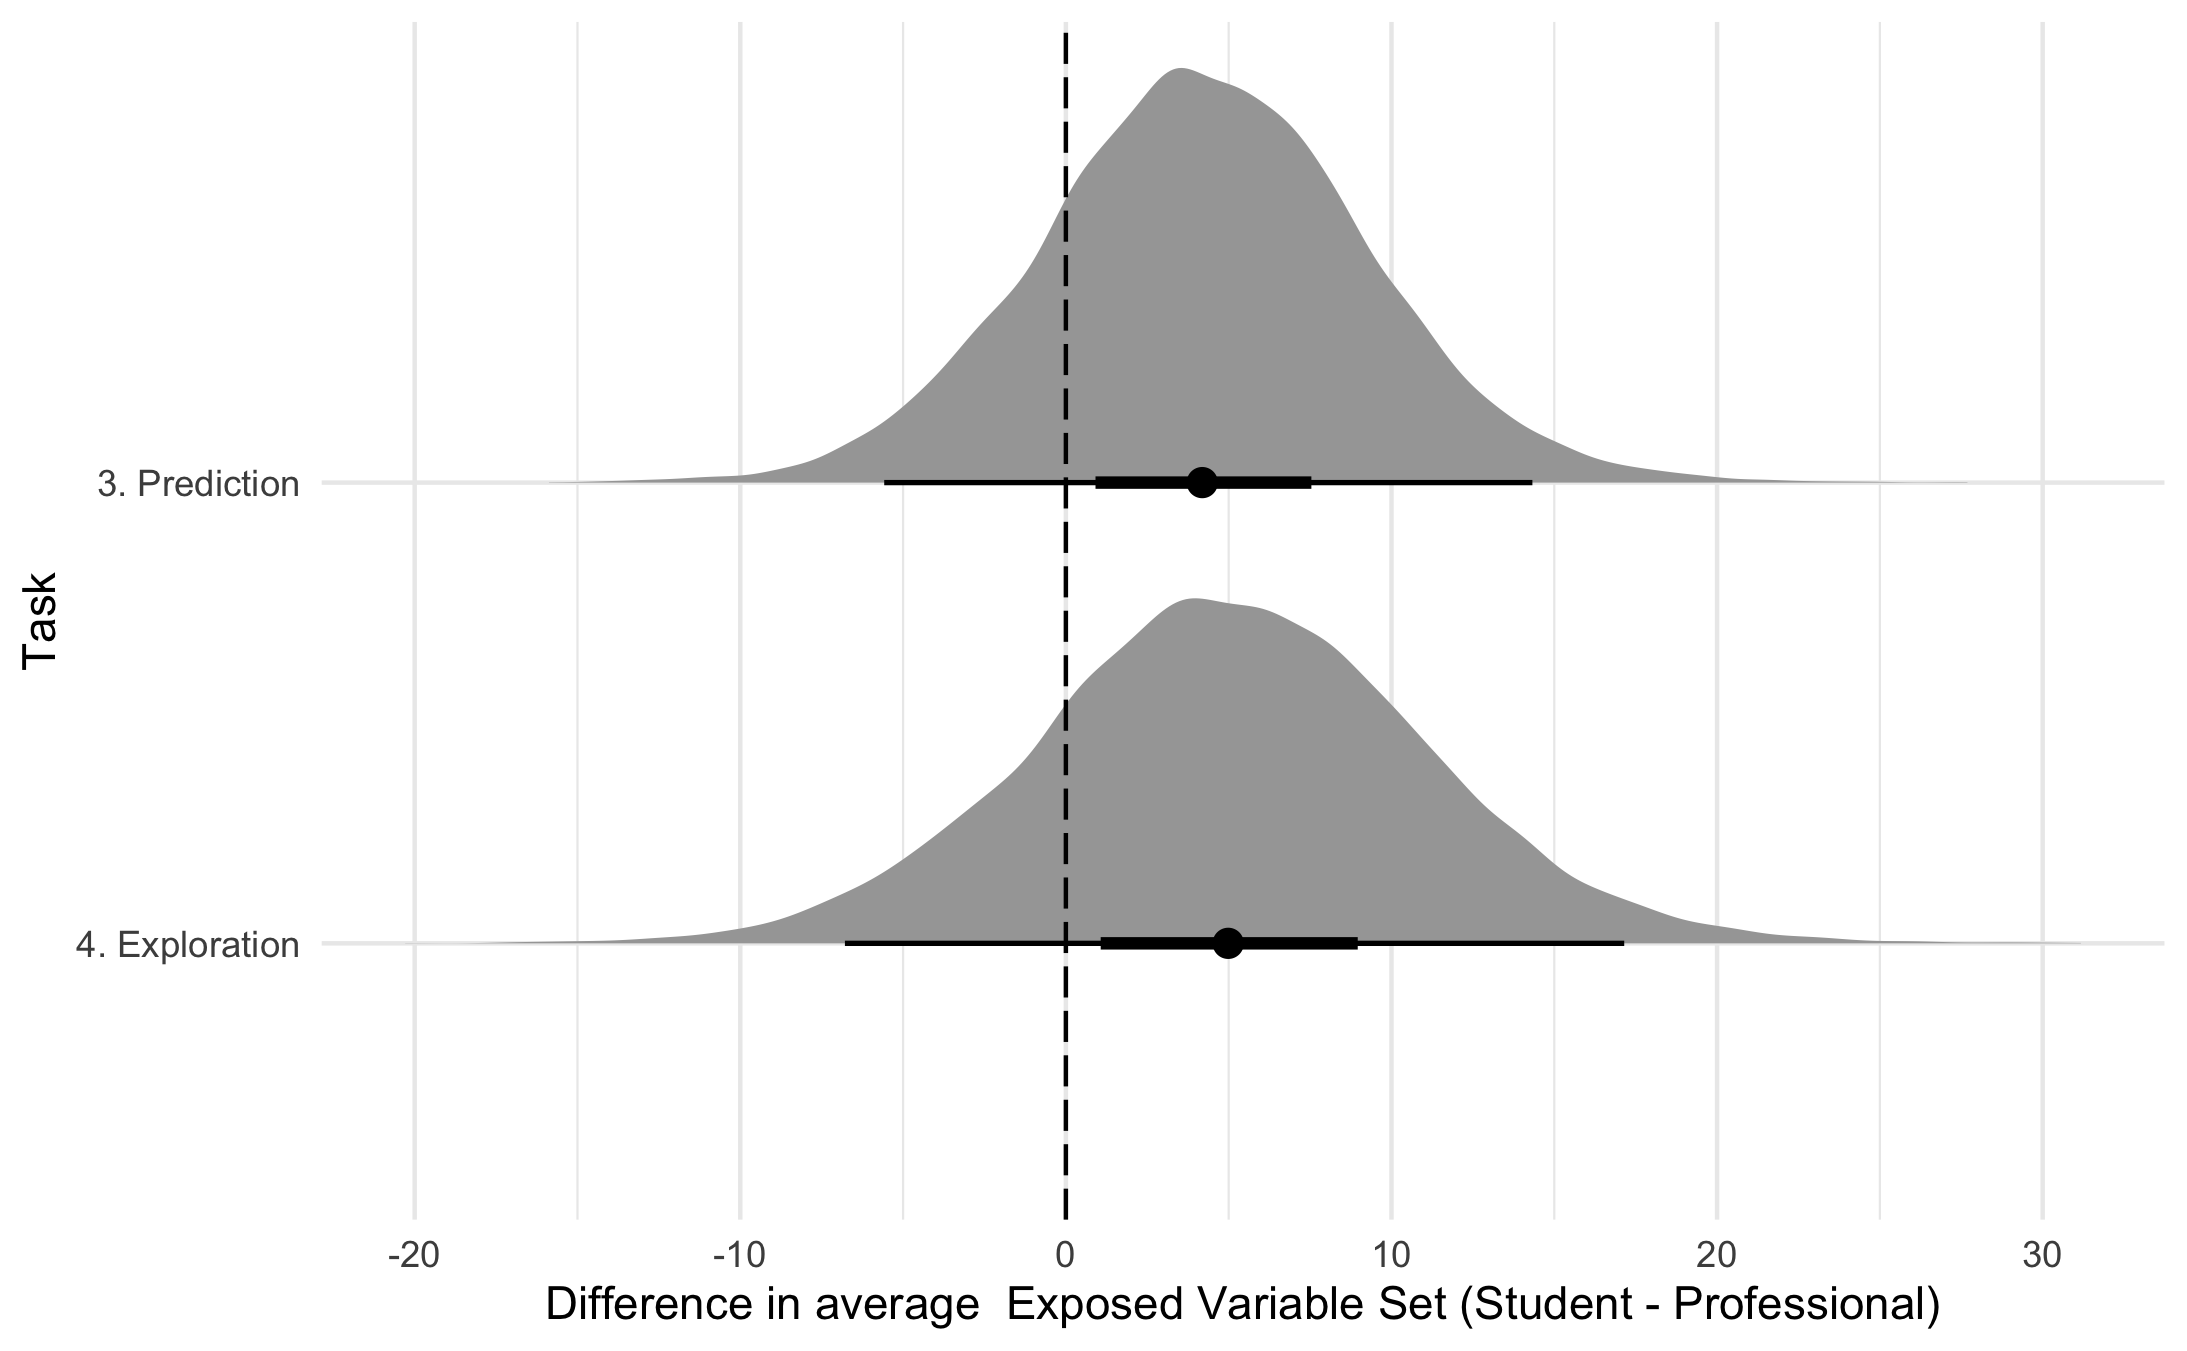 3. Prediction
Task
4. Exploration
-20 -10 0 10 20 30
Difference in average  Exposed Variable Set (Student - Professional)